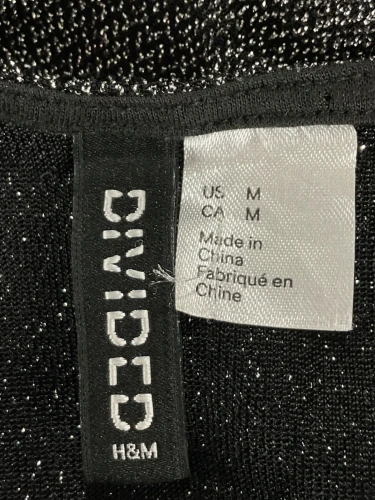 DIVIDED
H&M
US M
CA M
Made in
China
Fabriqué en
Chine